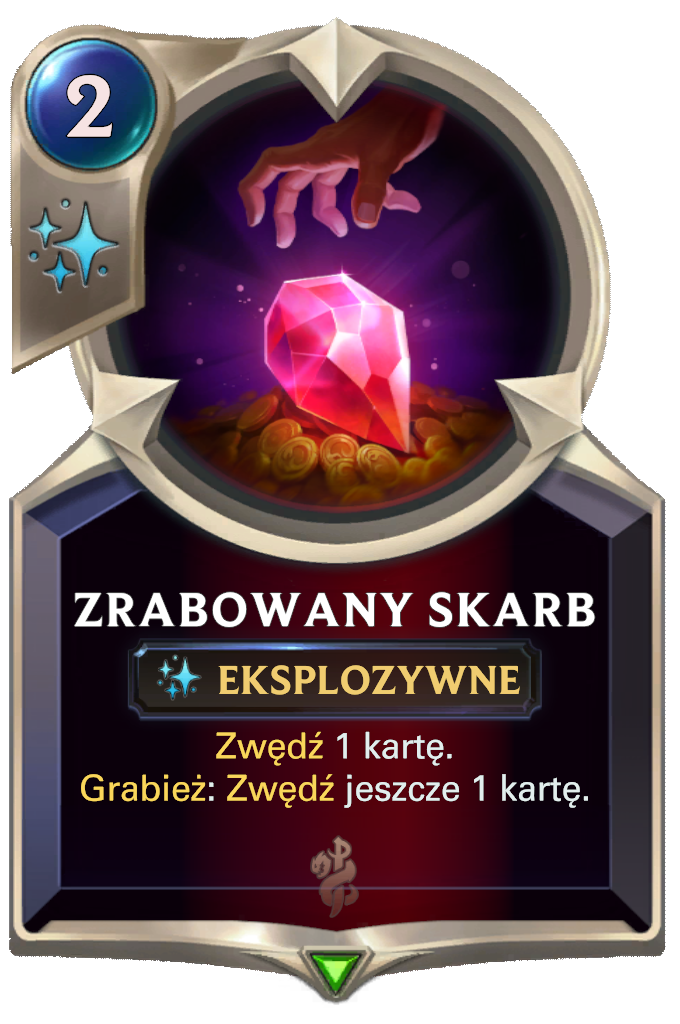 2
ZRABOWANY SKARB
EKSPLOZYWNE
Zwędź 1 kartę.
Grabież: Zwędź jeszcze 1 kartę.